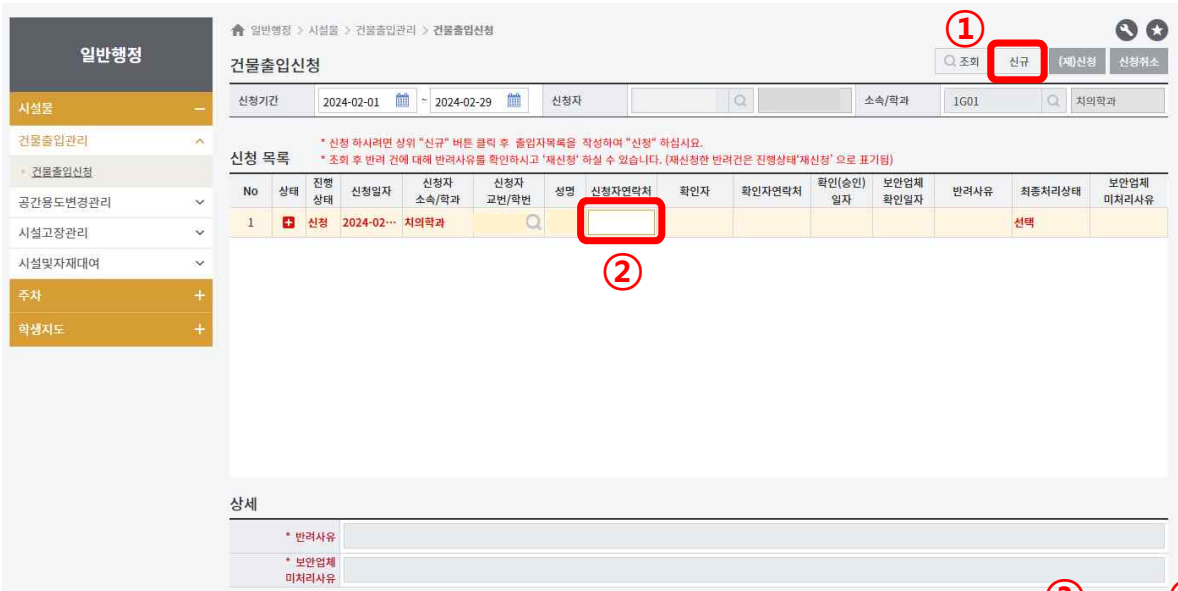 일반행정 > 시설물 > 건물출입관리 > 건물출입신청
①
일반행정
건물출입신청
조회 신규 (재)신청 신청취소
신청기간 2024-02-01 ~ 2024-02-29 신청자 소속/학과 1G01 치의학과
시설물
건물출입관리
건물출입신청
공간용도변경관리
시설고장관리
시설및자재대여
주차
학생지도
* 신청 하시려면 상위 "신규" 버튼 클릭 후 출입자목록을 작성하여 "신청" 하십시요.
신청 목록
* 조회 후 반려 건에 대해 반려사유를 확인하시고 '재신청' 하실 수 있습니다. (재신청한 반려건은 진행상태'재신청' 으로 표기됨)
No 상태 진행 상태 신청일자 신청자 소속/학과 신청자 교번/학번 성명 신청자연락처 확인자 확인자연락처 확인(승인) 일자 보안업체 확인일자 반려사유 최종처리상태 보안업체 미처리사유
1 신청 2024-02… 치의학과 선택
②
상세
* 반려사유
* 보안업체
미처리사유